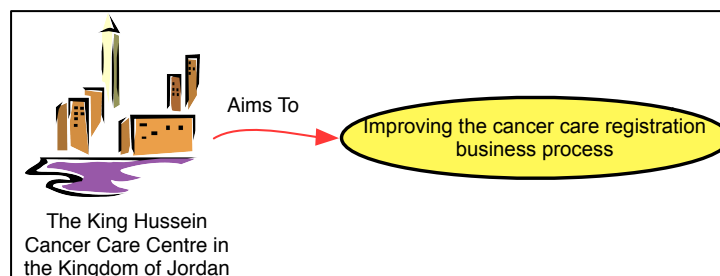 Aims To
Improving the cancer care registration
business process
The King Hussein
Cancer Care Centre in
the Kingdom of Jordan